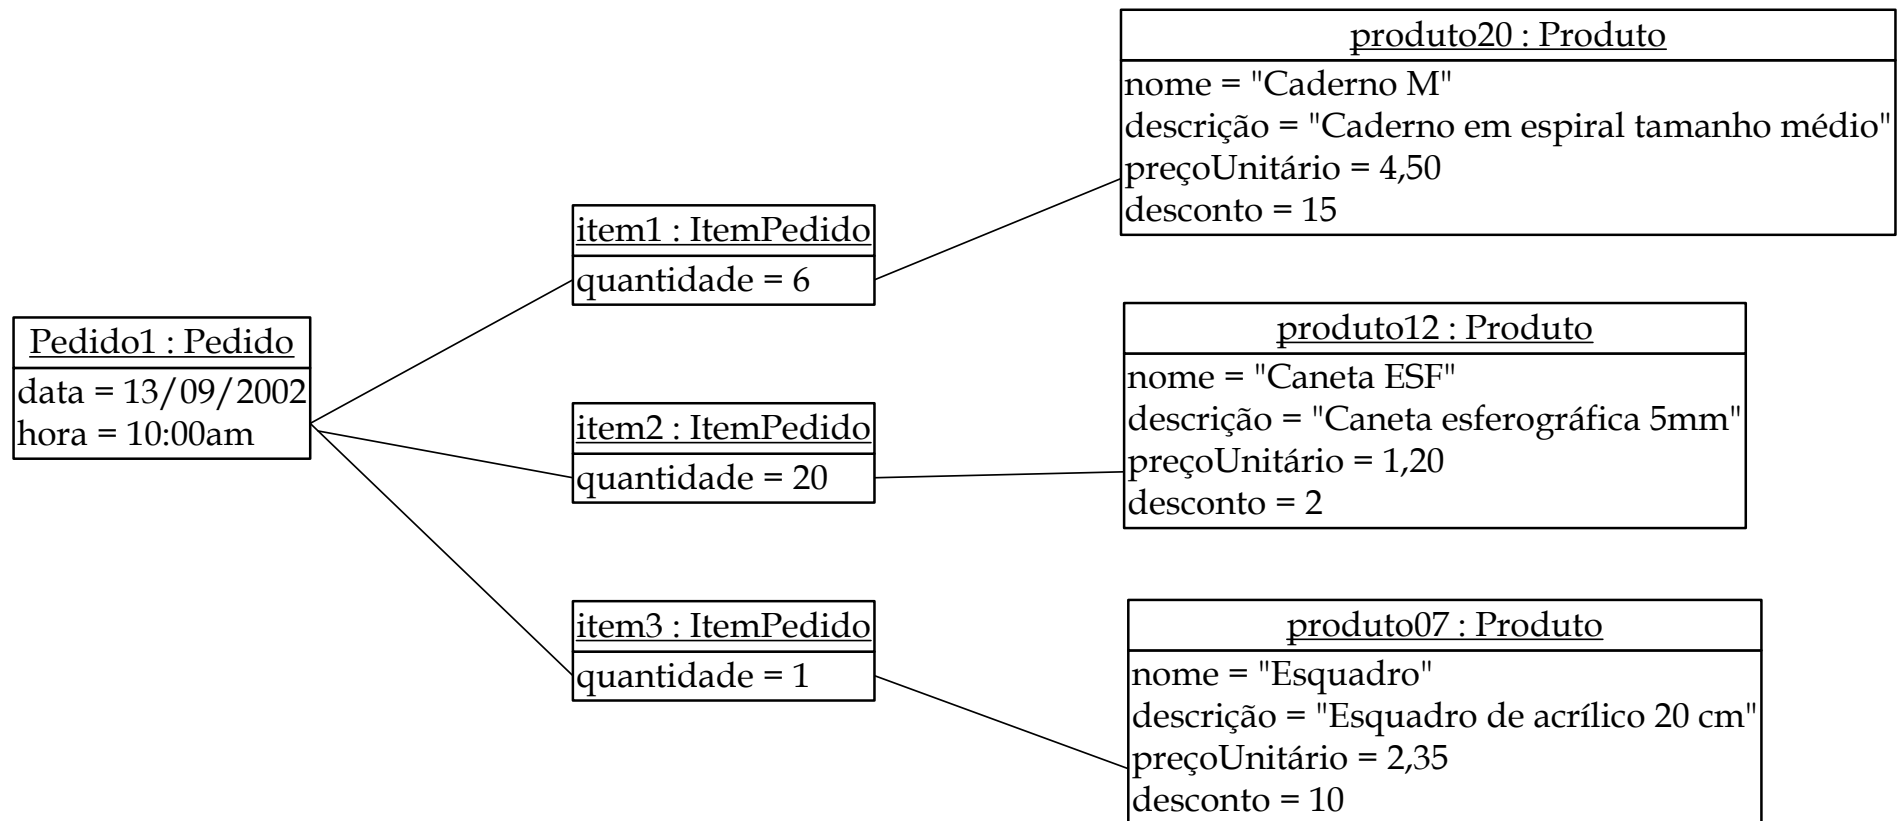 Pedido1 : Pedido
data = 13/09/2002
hora = 10:00am
item1 : ItemPedido
quantidade = 6
item2 : ItemPedido
quantidade = 20
item3 : ItemPedido
quantidade = 1
produto20 : Produto
nome = "Caderno M"
descrição = "Caderno em espiral tamanho médio"
preçoUnitário = 4,50
desconto = 15
produto12 : Produto
nome = "Caneta ESF"
descrição = "Caneta esferográfica 5mm"
preçoUnitário = 1,20
desconto = 2
produto07 : Produto
nome = "Esquadro"
descrição = "Esquadro de acrílico 20 cm"
preçoUnitário = 2,35
desconto = 10